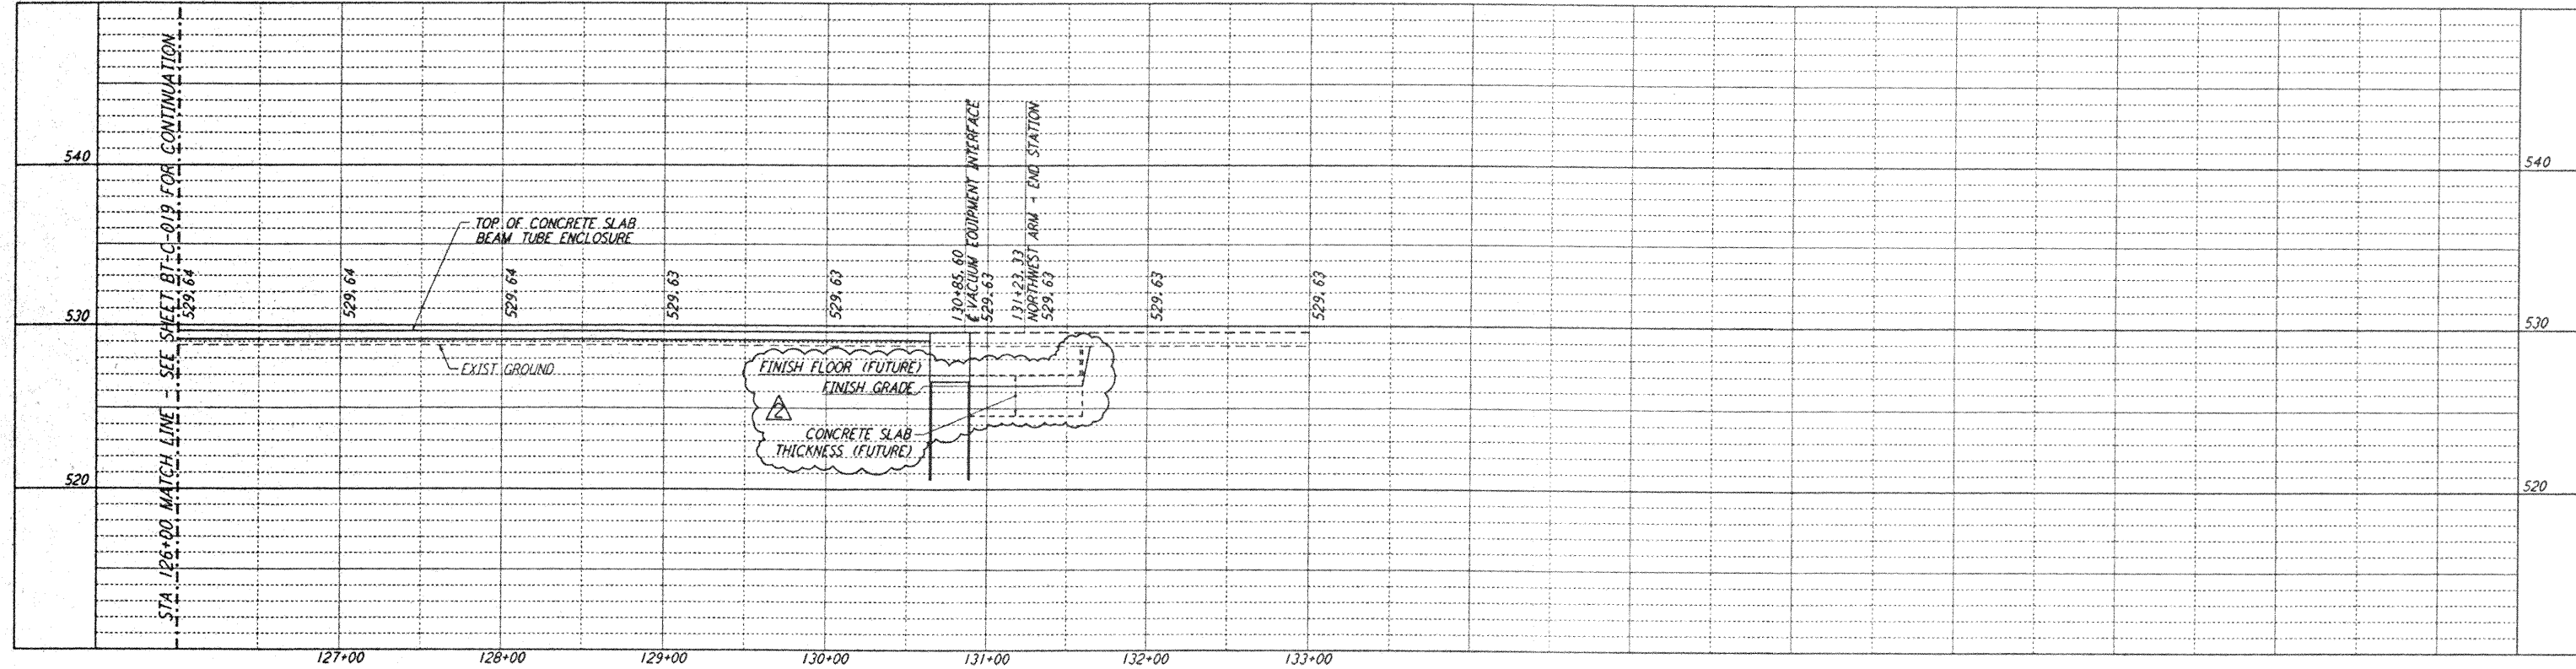 STA 126+00 MATCH LINE - SEE SHEET BT-C-019 FOR CONTINUATION
540
530
520
TOP OF CONCRETE SLAB
BEAM TUBE ENCLOSURE
EXIST GROUND
529.64
529.64
529.64
529.63
529.63
130+85.60
℄ VACUUM EQUIPMENT INTERFACE
529.63
131+23.33
NORTHWEST ARM - END STATION
529.63
529.63
529.63
FINISH FLOOR (FUTURE)
FINISH GRADE
2
CONCRETE SLAB
THICKNESS (FUTURE)
540
530
520
127+00
128+00
129+00
130+00
131+00
132+00
133+00